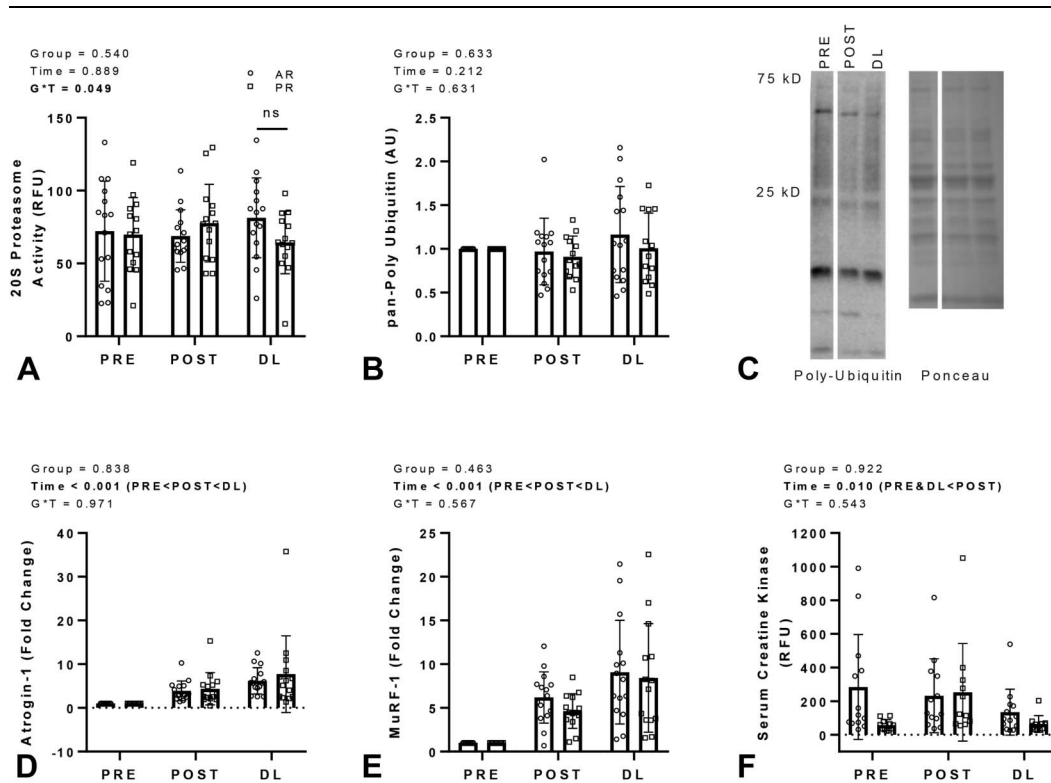 Group = 0.540
Time = 0.889
G*T = 0.049
AR
PR
ns
20S Proteasome
Activity (RFU)
150
100
50
0
PRE POST DL
A
Group = 0.633
Time = 0.212
G*T = 0.631
pan-Poly Ubiquitin (AU)
2.5
2.0
1.5
1.0
0.5
0.0
PRE POST DL
B
PRE
POST
DL
75 kD
25 kD
Poly-Ubiquitin Ponceau
C
Group = 0.838
Time < 0.001 (PRE<POST<DL)
G*T = 0.971
Atrogin-1 (Fold Change)
40
30
20
10
0
-10
PRE POST DL
D
Group = 0.463
Time < 0.001 (PRE<POST<DL)
G*T = 0.567
MuRF-1 (Fold Change)
25
20
15
10
5
0
PRE POST DL
E
Group = 0.922
Time = 0.010 (PRE&DL<POST)
G*T = 0.543
Serum Creatine Kinase
(RFU)
1200
1000
800
600
400
200
0
PRE POST DL
F